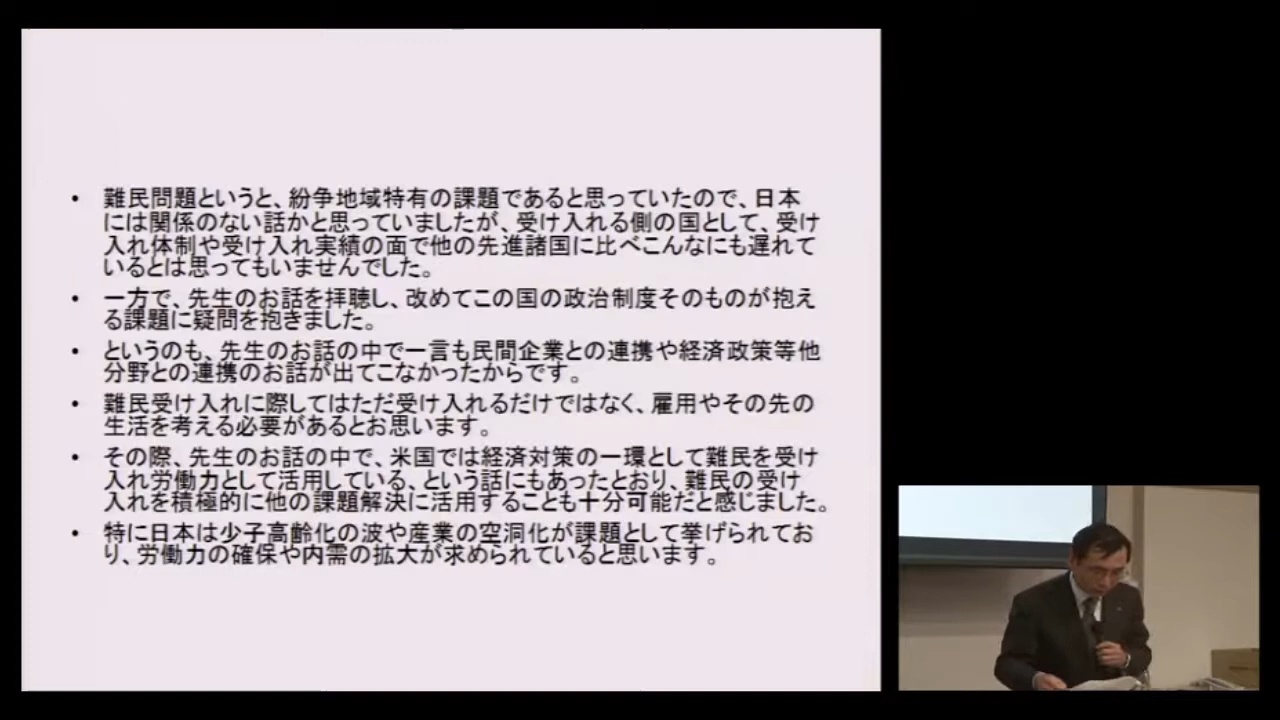 • 難民問題というと、紛争地域特有の課題であると思っていたので、日本
には関係のない話かと思っていましたが、受け入れる側の国として、受け
入れ体制や受け入れ実績の面で他の先進諸国に比べこんなにも遅れて
いるとは思ってもいませんでした。
• 一方で、先生のお話を拝聴し、改めてこの国の政治制度そのものが抱え
る課題に疑問を抱きました。
• というのも、先生のお話の中で一言も民間企業との連携や経済政策等他
分野との連携のお話が出てこなかったからです。
• 難民受け入れに際してはただ受け入れるだけではなく、雇用やその先の
生活を考える必要があるとお思います。
• その際、先生のお話の中で、米国では経済対策の一環として難民を受け
入れ労働力として活用している、という話にもあったとおり、難民の受け
入れを積極的に他の課題解決に活用することも十分可能だと感じました。
• 特に日本は少子高齢化の波や産業の空洞化が課題として挙げられてお
り、労働力の確保や内需の拡大が求められていると思います。